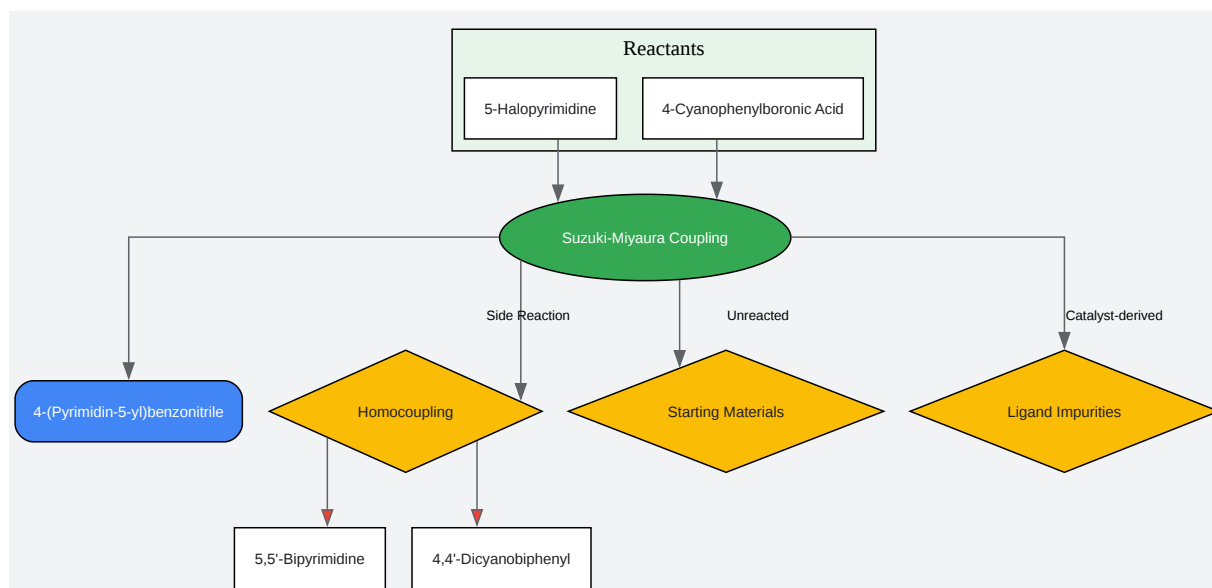 Reactants
5-Halopyrimidine
4-Cyanophenylboronic Acid
Suzuki-Miyaura Coupling
Side Reaction
Unreacted
Catalyst-derived
4-(Pyrimidin-5-yl)benzonitrile
Homocoupling
Starting Materials
Ligand Impurities
5,5'-Bipyrimidine
4,4'-Dicyanobiphenyl